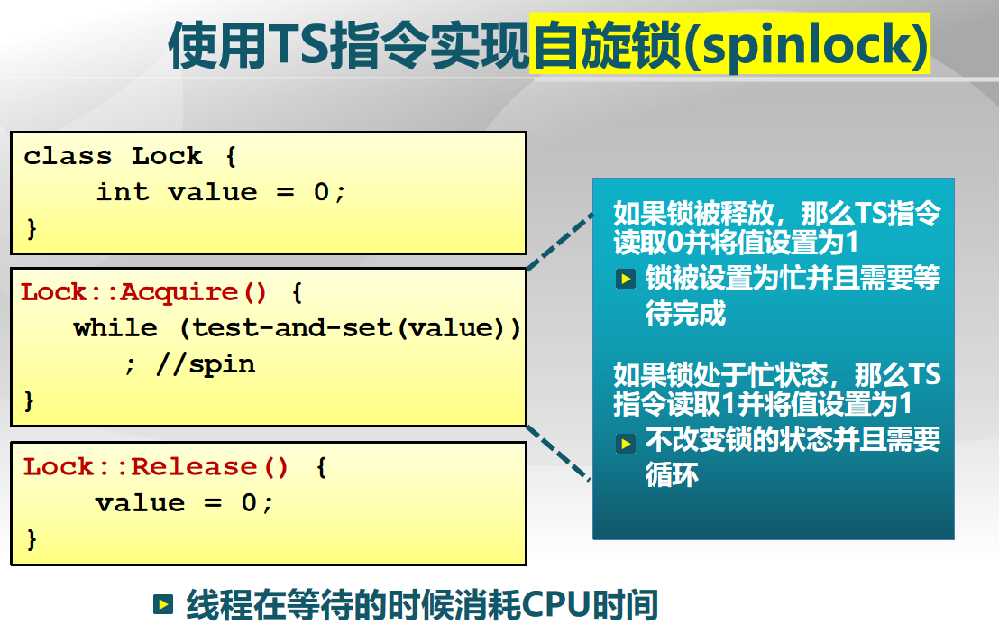 使用TS指令实现自旋锁(spinlock)
class Lock {
    int value = 0;
}
Lock::Acquire() {
   while (test-and-set(value))
      ; //spin
}
Lock::Release() {
    value = 0;
}
如果锁被释放，那么TS指令
读取0并将值设置为1
锁被设置为忙并且需要等
待完成
如果锁处于忙状态，那么TS
指令读取1并将值设置为1
不改变锁的状态并且需要
循环
线程在等待的时候消耗CPU时间